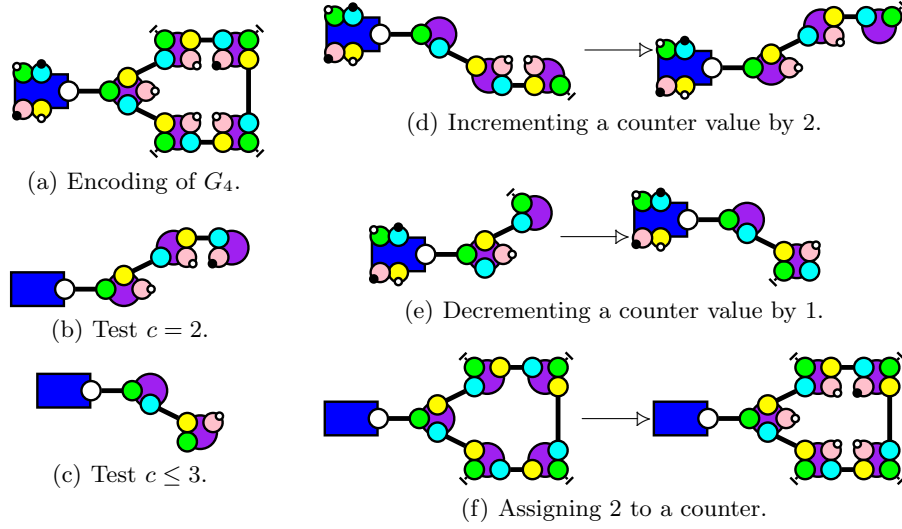 (a) Encoding of G₄.
(b) Test c = 2.
(c) Test c ≤ 3.
(d) Incrementing a counter value by 2.
(e) Decrementing a counter value by 1.
(f) Assigning 2 to a counter.